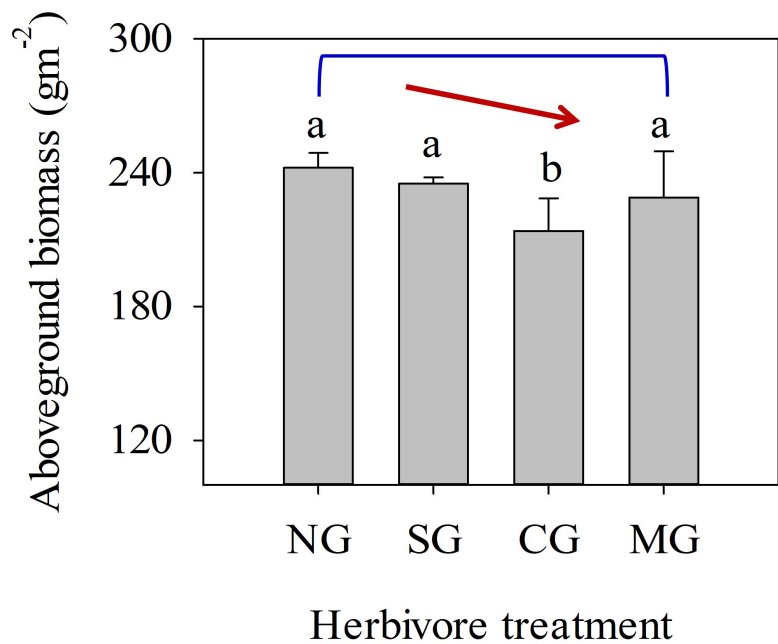 Aboveground biomass (gm⁻²)
300
240
180
120
a
a
b
a
NG SG CG MG
Herbivore treatment